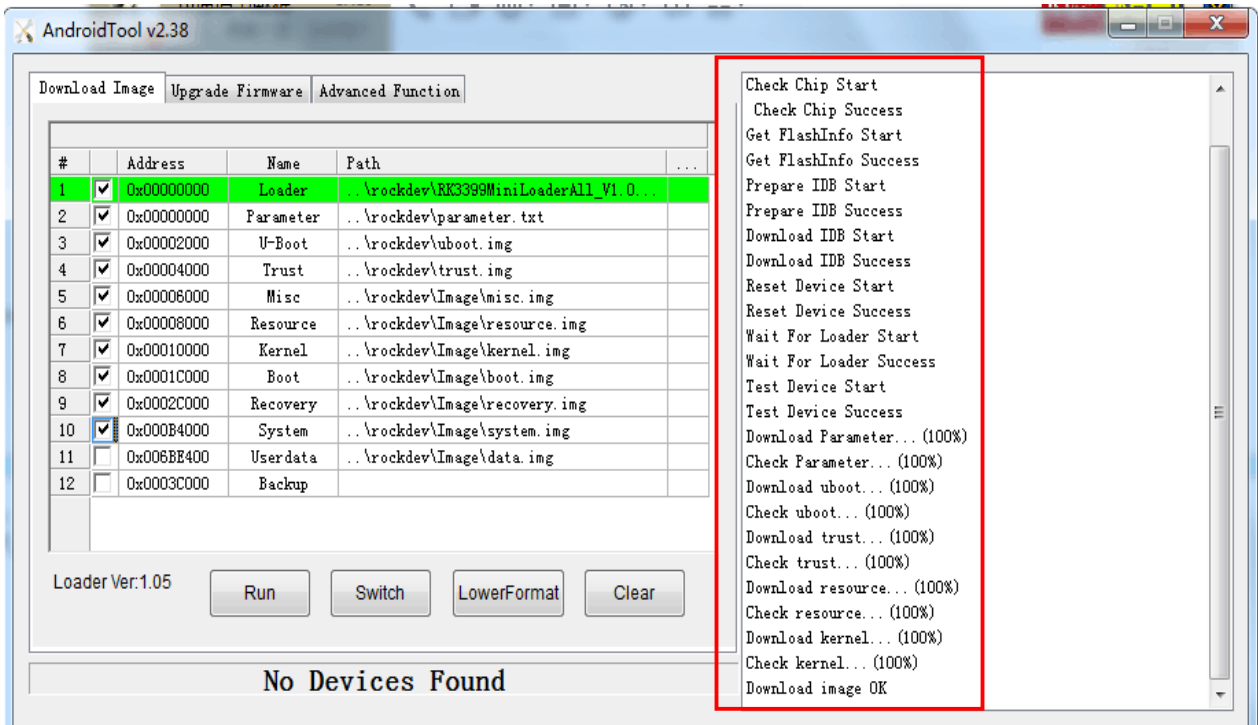 AndroidTool v2.38
Download Image Upgrade Firmware Advanced Function
# Address Name Path ...
1 0x00000000 Loader ..\rockdev\RK3399MiniLoaderAll_V1.0...
2 0x00000000 Parameter ..\rockdev\parameter.txt
3 0x00002000 U-Boot ..\rockdev\uboot.img
4 0x00004000 Trust ..\rockdev\trust.img
5 0x00006000 Misc ..\rockdev\Image\misc.img
6 0x00008000 Resource ..\rockdev\Image\resource.img
7 0x00010000 Kernel ..\rockdev\Image\kernel.img
8 0x0001C000 Boot ..\rockdev\Image\boot.img
9 0x0002C000 Recovery ..\rockdev\Image\recovery.img
10 0x000B4000 System ..\rockdev\Image\system.img
11 0x006BE400 Userdata ..\rockdev\Image\data.img
12 0x0003C000 Backup
Loader Ver:1.05 Run Switch LowerFormat Clear
No Devices Found
Check Chip Start
Check Chip Success
Get FlashInfo Start
Get FlashInfo Success
Prepare IDB Start
Prepare IDB Success
Download IDB Start
Download IDB Success
Reset Device Start
Reset Device Success
Wait For Loader Start
Wait For Loader Success
Test Device Start
Test Device Success
Download Parameter... (100%)
Check Parameter... (100%)
Download uboot... (100%)
Check uboot... (100%)
Download trust... (100%)
Check trust... (100%)
Download resource... (100%)
Check resource... (100%)
Download kernel... (100%)
Check kernel... (100%)
Download image OK